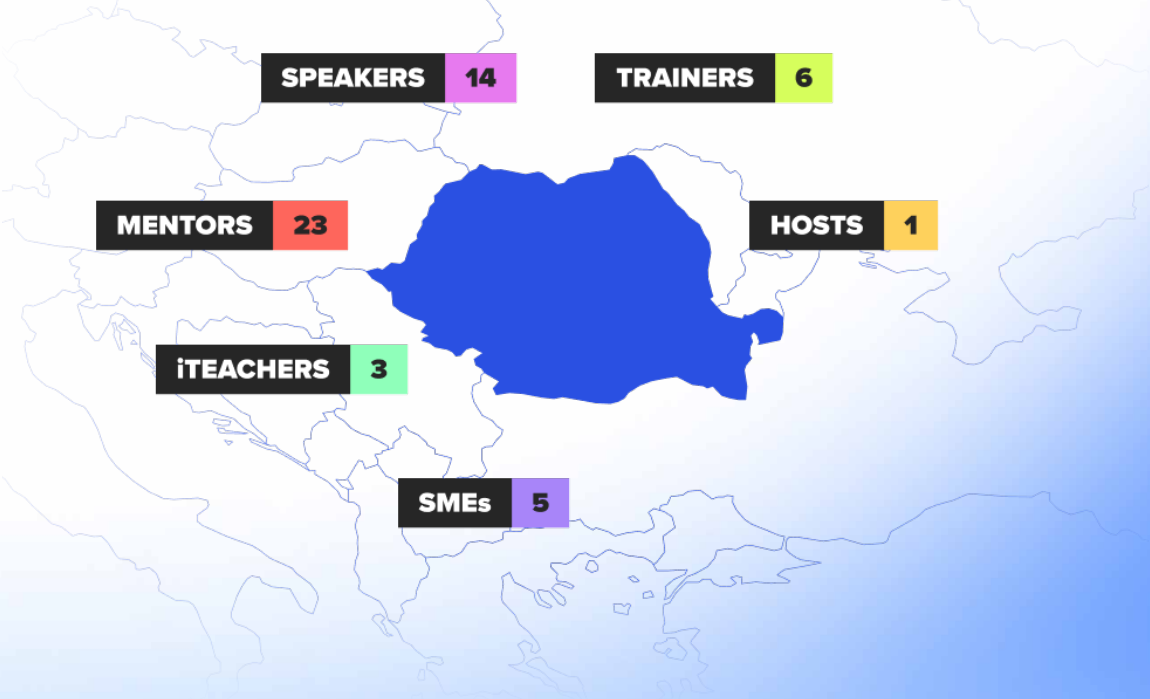 SPEAKERS 14
TRAINERS 6
MENTORS 23
HOSTS 1
iTEACHERS 3
SMEs 5